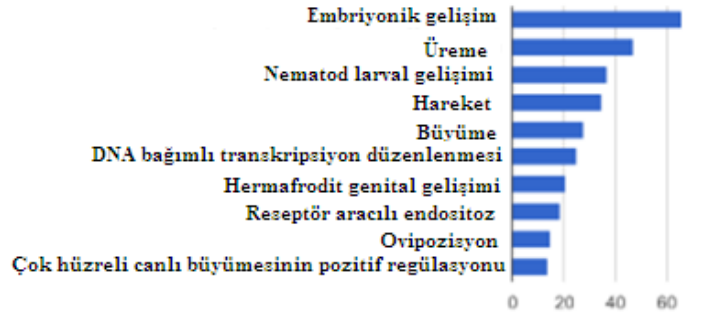 Embriyonik gelişim
Üreme
Nematod larval gelişimi
Hareket
Büyüme
DNA bağımlı transkripsiyon düzenlenmesi
Hermafrodit genital gelişimi
Reseptör aracılı endositoz
Ovipozisyon
Çok hüzreli canlı büyümesinin pozitif regülasyonu
0 20 40 60